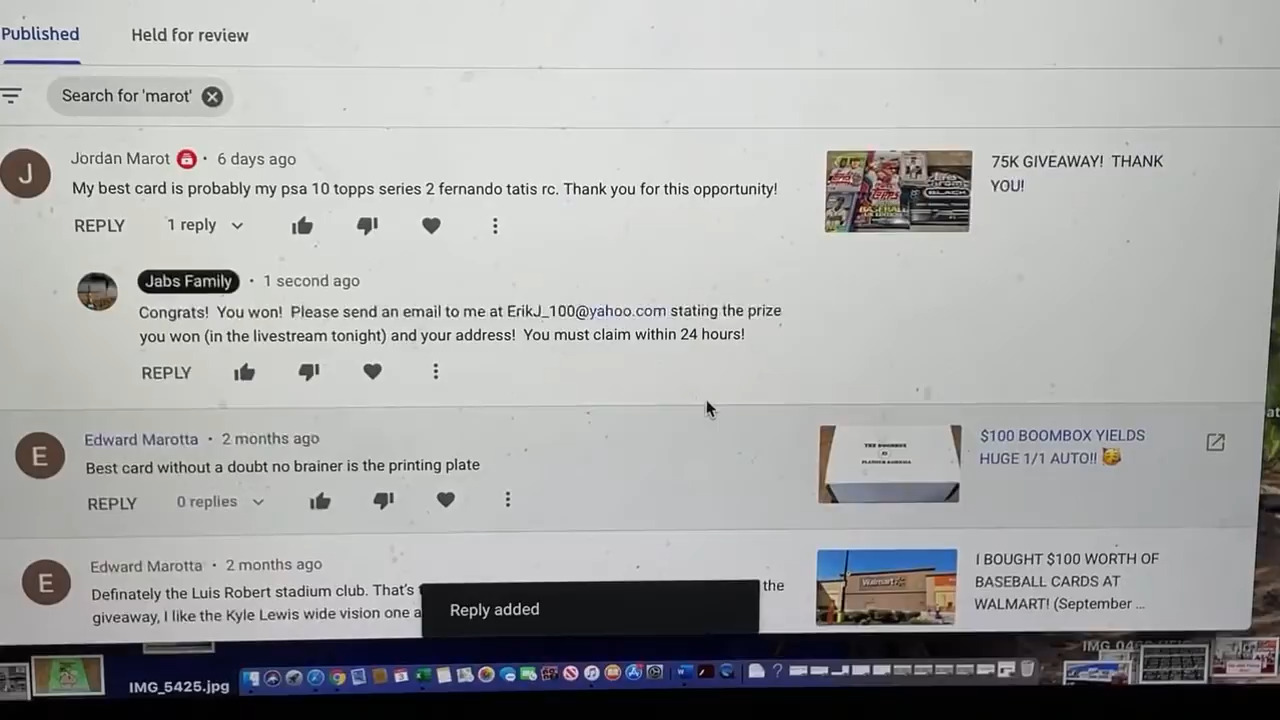 Published
Held for review
Search for 'marot'
J
Jordan Marot • 6 days ago
My best card is probably my psa 10 topps series 2 fernando tatis rc. Thank you for this opportunity!
REPLY 1 reply
75K GIVEAWAY! THANK
YOU!
Jabs Family • 1 second ago
Congrats! You won! Please send an email to me at ErikJ_100@yahoo.com stating the prize
you won (in the livestream tonight) and your address! You must claim within 24 hours!
REPLY
E
Edward Marotta • 2 months ago
Best card without a doubt no brainer is the printing plate
REPLY 0 replies
$100 BOOMBOX YIELDS
HUGE 1/1 AUTO!! 🥳
E
Edward Marotta • 2 months ago
Definately the Luis Robert stadium club. That's the
giveaway, I like the Kyle Lewis wide vision one a
Walmart
I BOUGHT $100 WORTH OF
BASEBALL CARDS AT
WALMART! (September ...
Reply added
IMG_5425.jpg